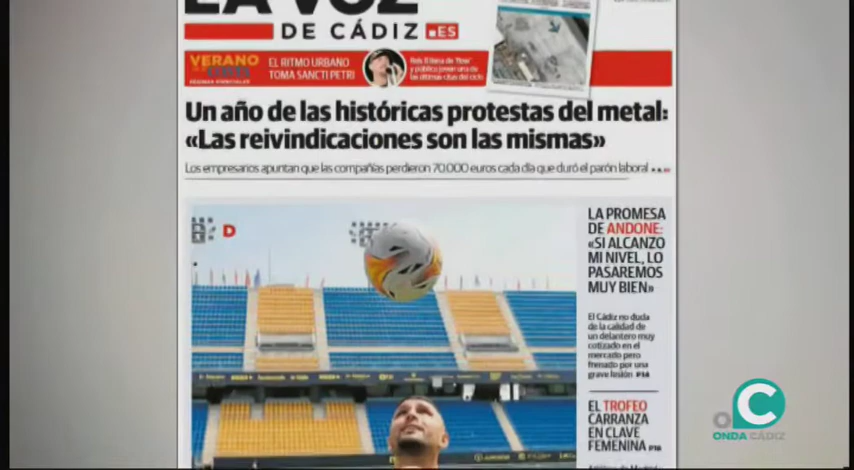 LA VOZ
DE CÁDIZ .ES
VERANO
EL RITMO URBANO
TOMA SANCTI PETRI
Un año de las históricas protestas del metal:
«Las reivindicaciones son las mismas»
Los empresarios apuntan que las compañías perdieron 70.000 euros cada día que duró el parón laboral
D
LA PROMESA
DE ANDONE:
«SI ALCANZO
MI NIVEL, LO
PASAREMOS
MUY BIEN»
El Cádiz no duda
de la calidad de
un delantero muy
cotizado en el
mercado pero
frenado por una
grave lesión P34
EL TROFEO
CARRANZA
EN CLAVE
FEMENINA
C
ONDA CÁDIZ